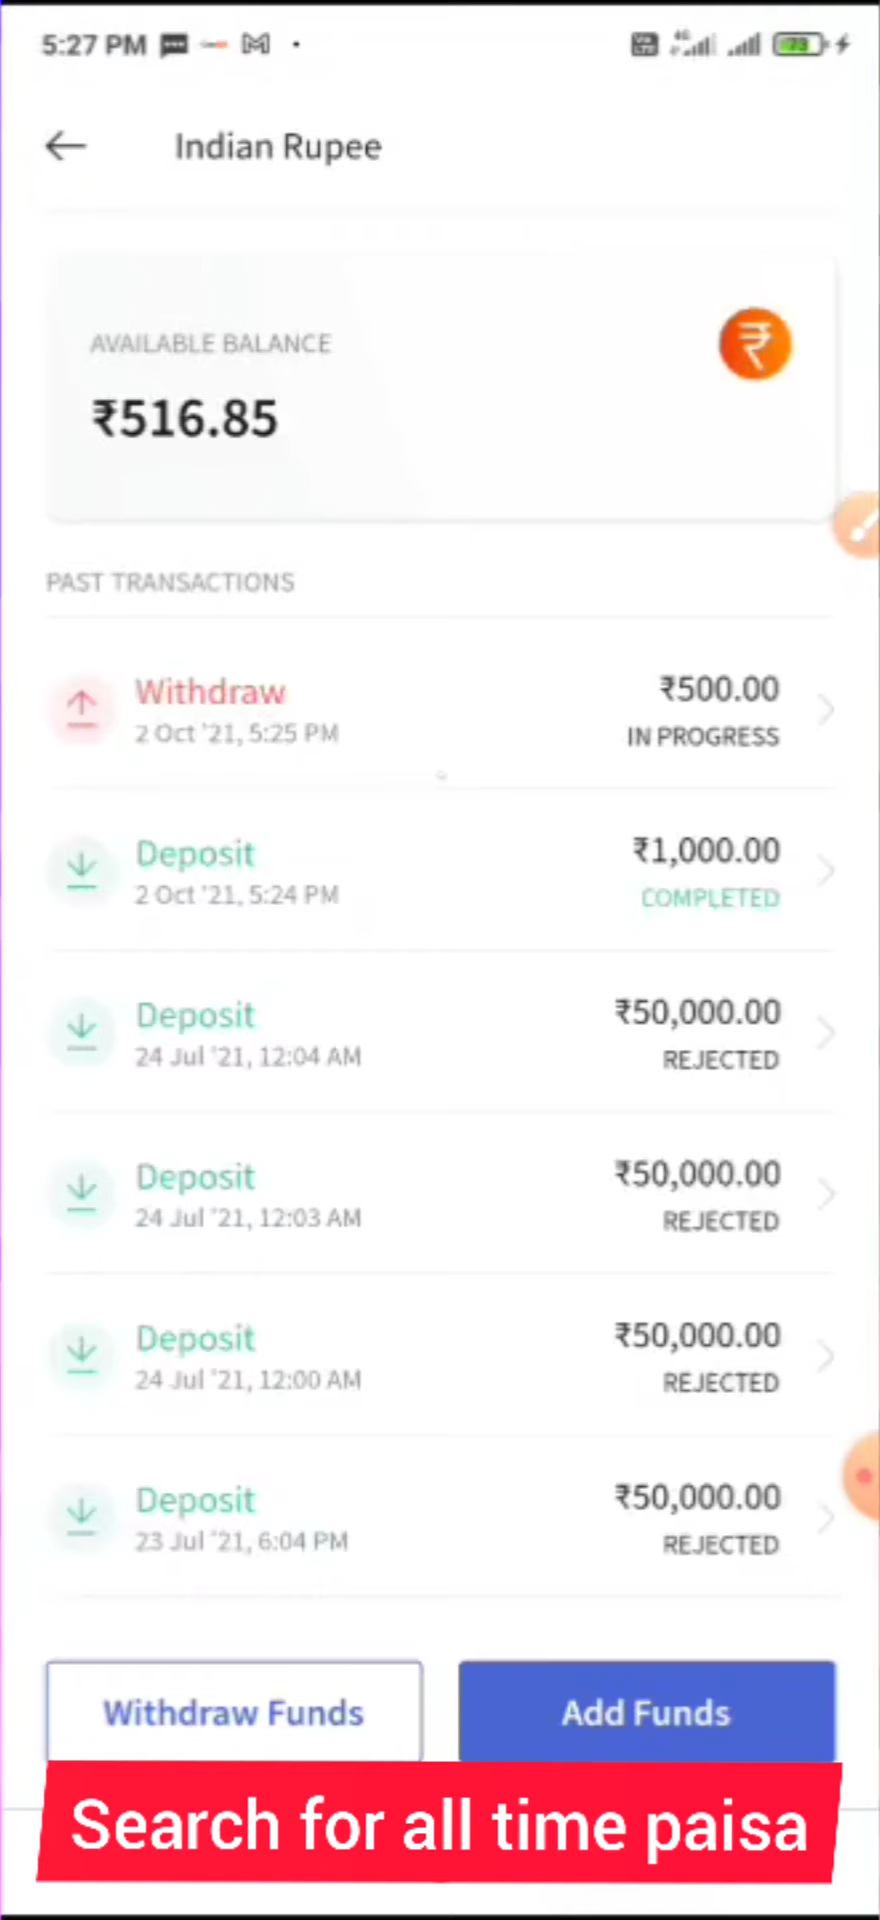 5:27 PM
73
Indian Rupee
AVAILABLE BALANCE
₹516.85
PAST TRANSACTIONS
Withdraw ₹500.00
2 Oct '21, 5:25 PM IN PROGRESS
Deposit ₹1,000.00
2 Oct '21, 5:24 PM COMPLETED
Deposit ₹50,000.00
24 Jul '21, 12:04 AM REJECTED
Deposit ₹50,000.00
24 Jul '21, 12:03 AM REJECTED
Deposit ₹50,000.00
24 Jul '21, 12:00 AM REJECTED
Deposit ₹50,000.00
23 Jul '21, 6:04 PM REJECTED
Withdraw Funds Add Funds
Search for all time paisa